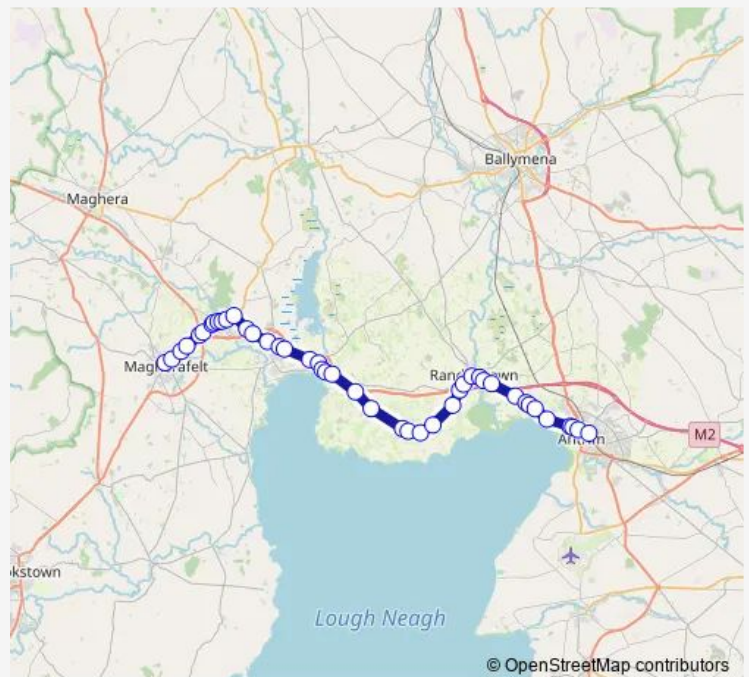 Ballymena
Maghera
Magherafelt
Randalstown
Antrim
M2
okstown
Lough Neagh
© OpenStreetMap contributors